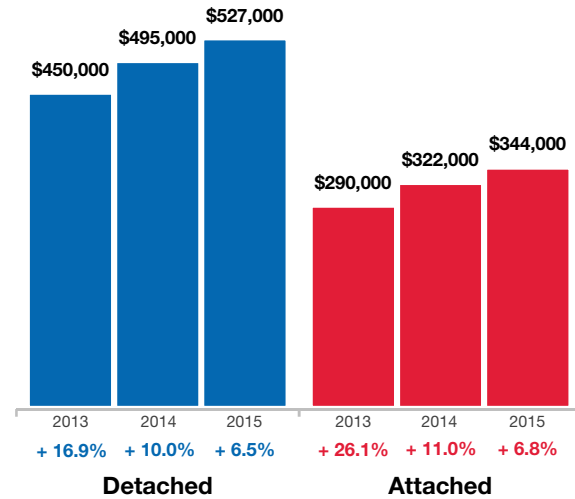 $527,000
$495,000
$450,000
$344,000
$322,000
$290,000
2013 2014 2015 2013 2014 2015
+ 16.9% + 10.0% + 6.5% + 26.1% + 11.0% + 6.8%
Detached Attached